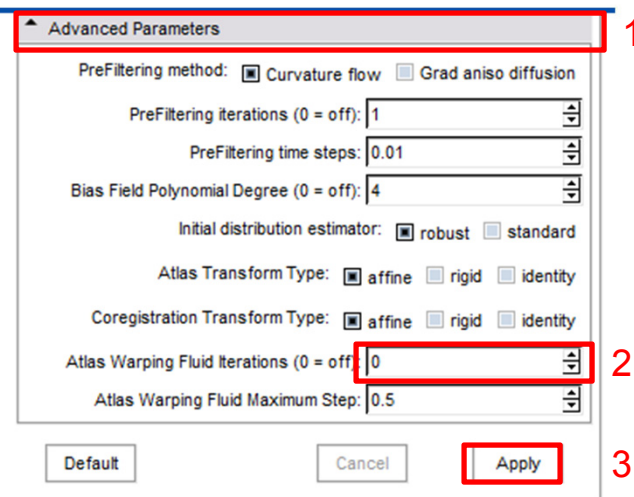 Advanced Parameters 1
PreFiltering method: Curvature flow Grad aniso diffusion
PreFiltering iterations (0 = off): 1
PreFiltering time steps: 0.01
Bias Field Polynomial Degree (0 = off): 4
Initial distribution estimator: robust standard
Atlas Transform Type: affine rigid identity
Coregistration Transform Type: affine rigid identity
Atlas Warping Fluid Iterations (0 = off): 0 2
Atlas Warping Fluid Maximum Step: 0.5
Default Cancel Apply 3